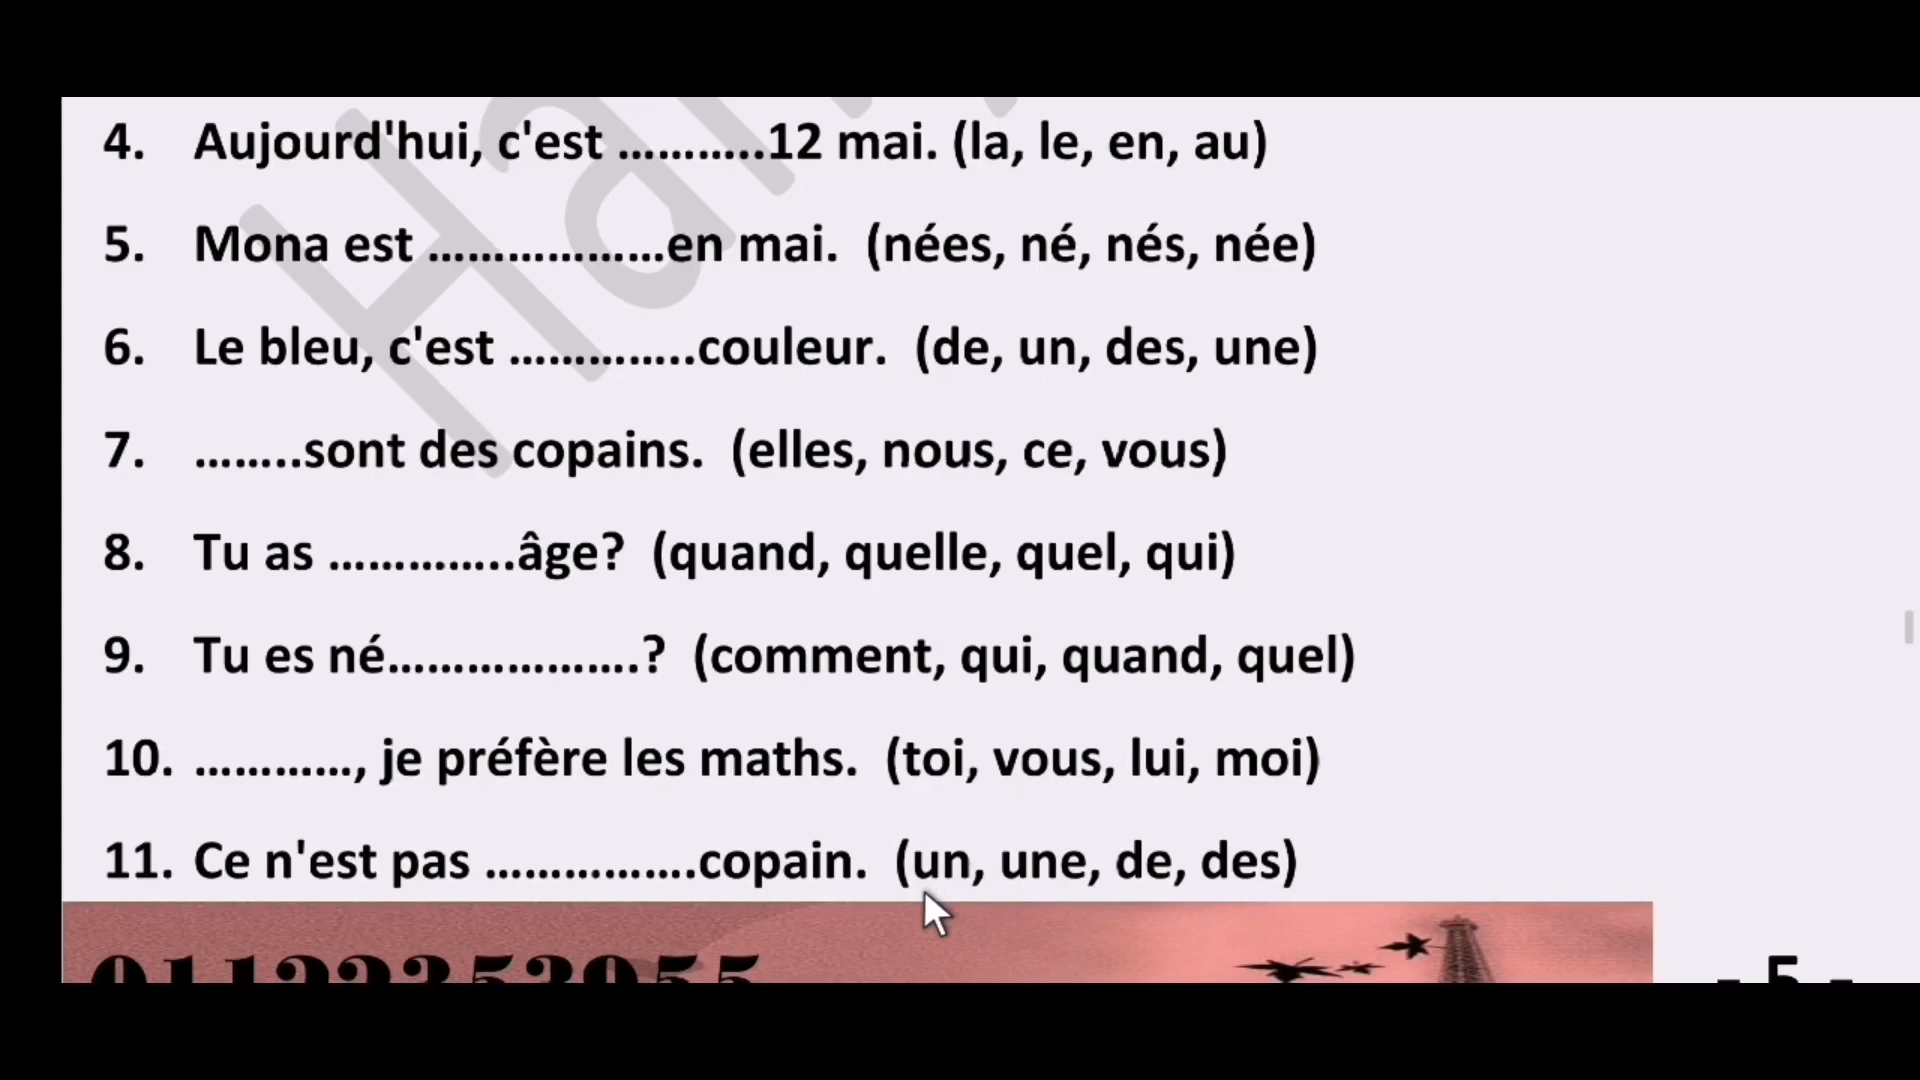 4. Aujourd'hui, c'est ...........12 mai. (la, le, en, au)
5. Mona est ..................en mai. (nées, né, nés, née)
6. Le bleu, c'est ..............couleur. (de, un, des, une)
7. ........sont des copains. (elles, nous, ce, vous)
8. Tu as ..............âge? (quand, quelle, quel, qui)
9. Tu es né...................? (comment, qui, quand, quel)
10. ............, je préfère les maths. (toi, vous, lui, moi)
11. Ce n'est pas ................copain. (un, une, de, des)
- 5 -